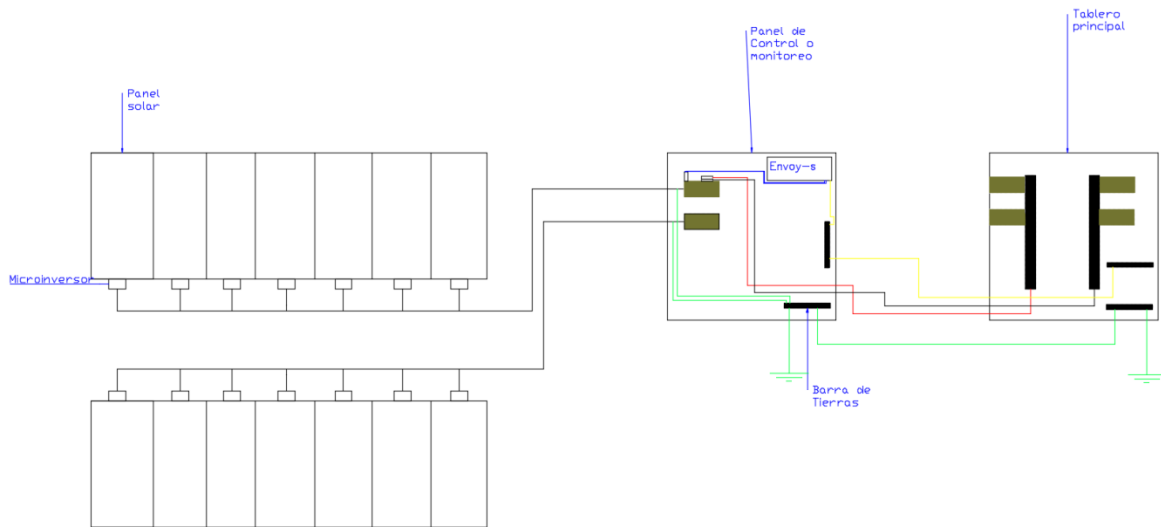 Panel
solar
Panel de
Control o
monitoreo
Tablero
principal
Envoy-s
Microinversor
Barra de
Tierras